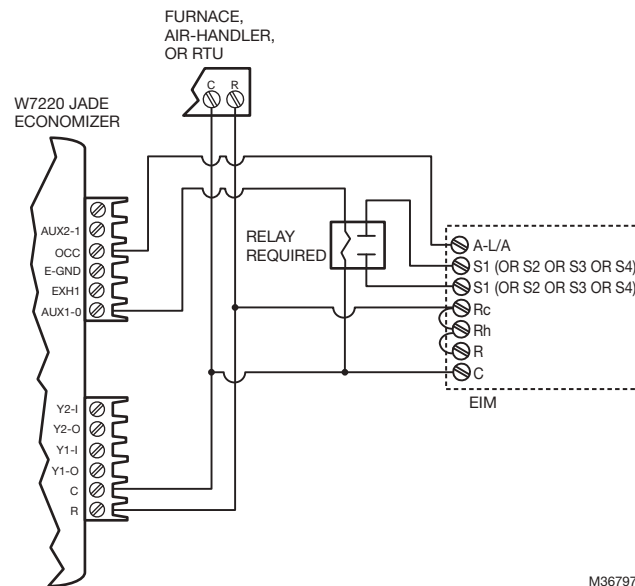 FURNACE,
AIR-HANDLER,
OR RTU
C R
W7220 JADE
ECONOMIZER
AUX2-1
OCC
E-GND
EXH1
AUX1-0
RELAY
REQUIRED
A-L/A
S1 (OR S2 OR S3 OR S4)
S1 (OR S2 OR S3 OR S4)
Rc
Rh
R
C
EIM
Y2-I
Y2-O
Y1-I
Y1-O
C
R
M36797